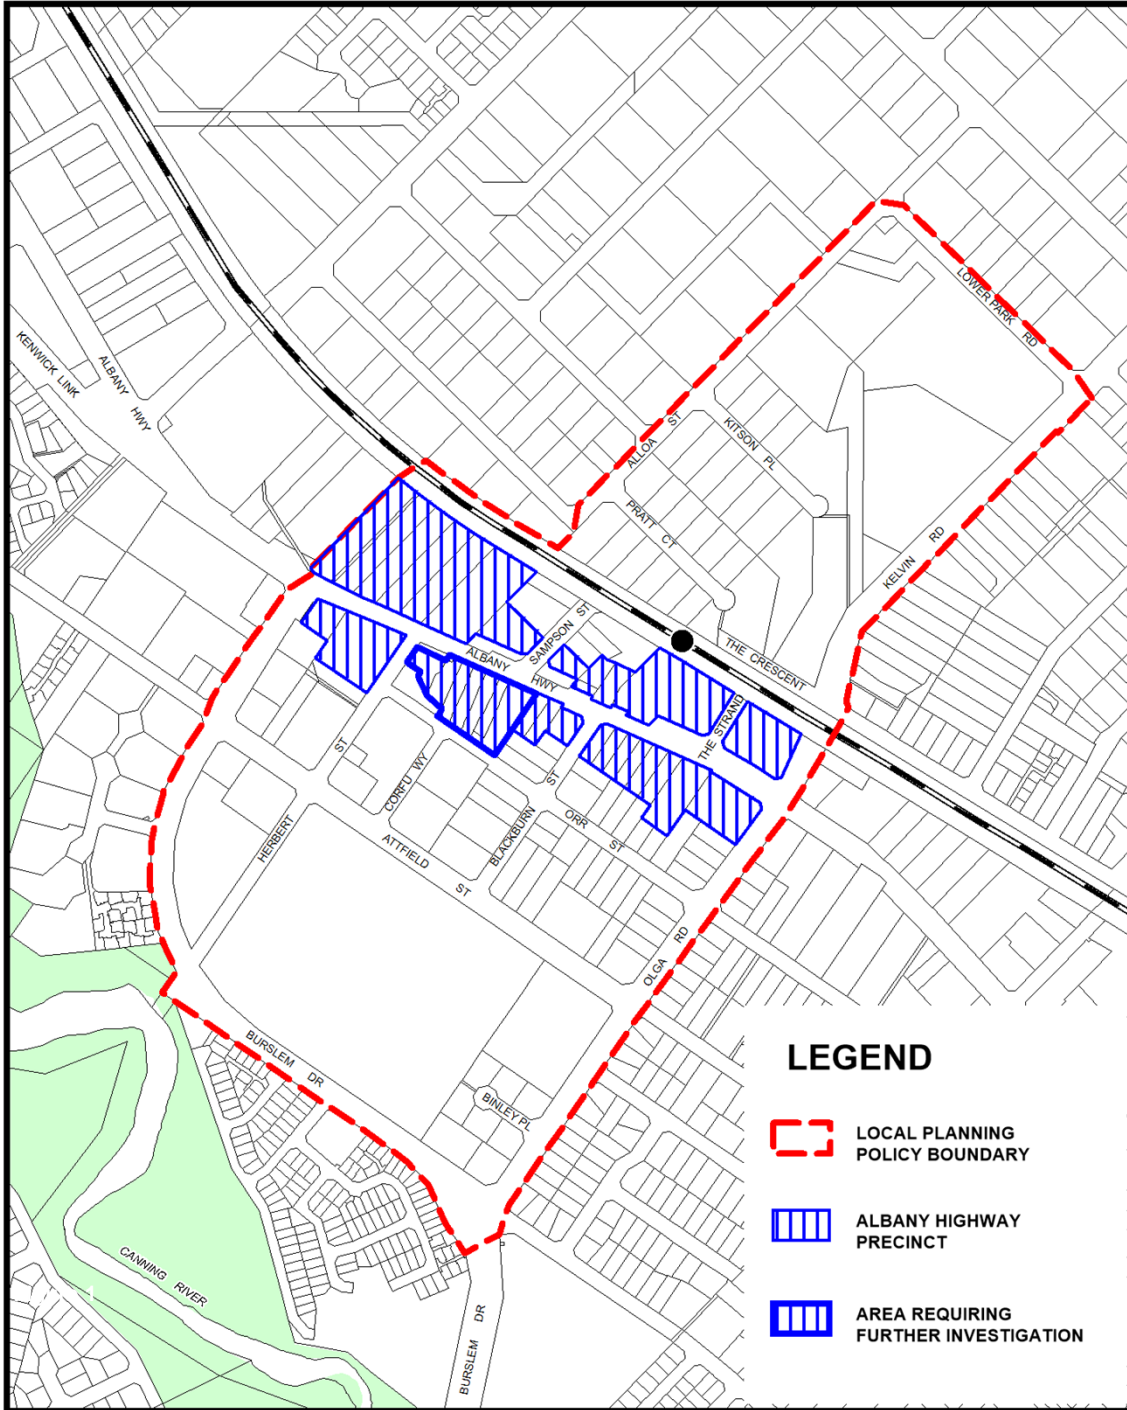 LOWER PARK RD
KENWICK LINK
ALBANY HWY
ALLOA ST
KITSON PL
PRATT CT
KELVIN RD
SAMPSON ST
ALBANY HWY
THE CRESCENT
THE STRAND
ST
CORFU WY
BLACKBURN ST
ORR ST
HERBERT
ATTFIELD ST
OLGA RD
BURSLEM DR
BINLEY PL
CANNING RIVER
BURSLEM DR
LEGEND
LOCAL PLANNING
POLICY BOUNDARY
ALBANY HIGHWAY
PRECINCT
AREA REQUIRING
FURTHER INVESTIGATION